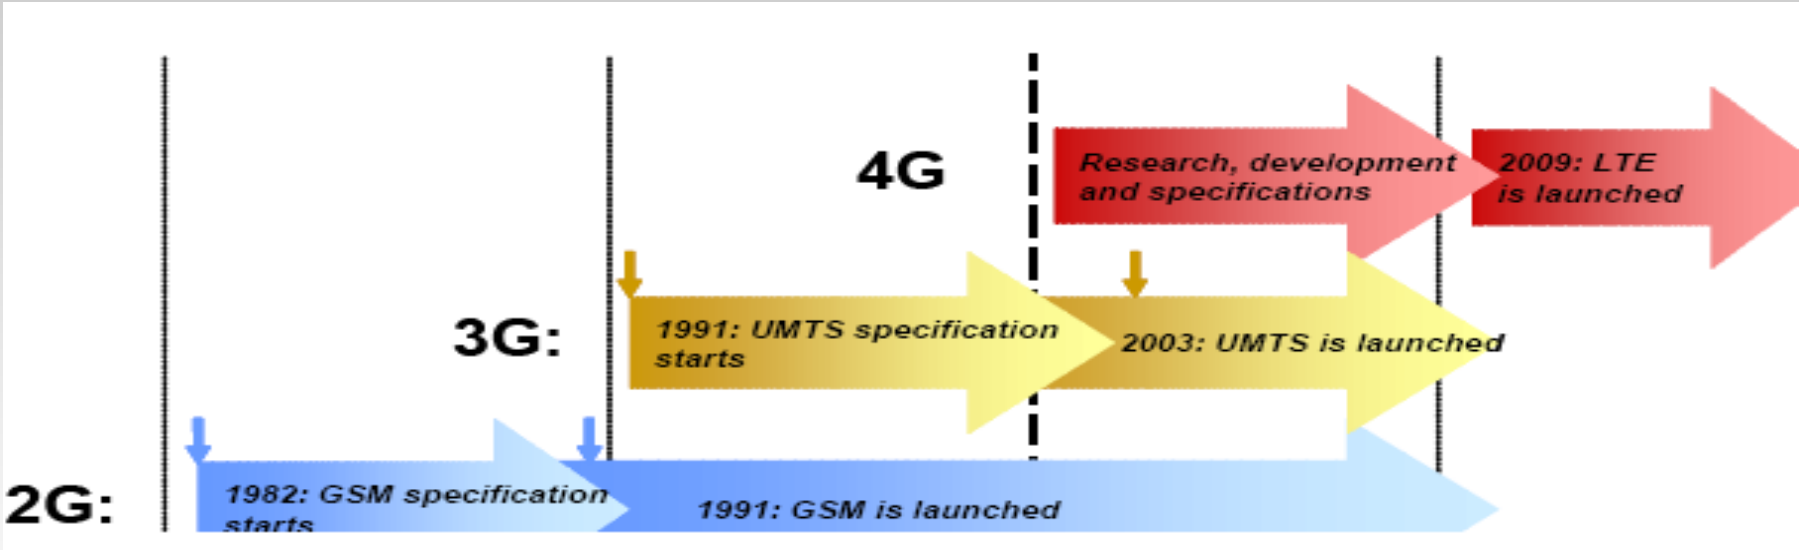 4G
Research, development
and specifications
2009: LTE
is launched
3G:
1991: UMTS specification
starts
2003: UMTS is launched
2G:
1982: GSM specification
starts
1991: GSM is launched